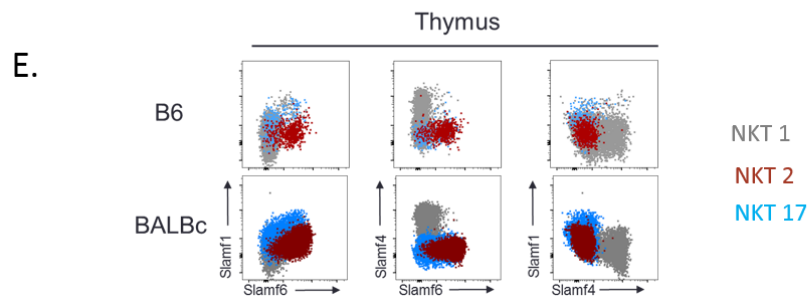 Thymus
E.
B6
NKT 1
NKT 2
NKT 17
BALBc
Slamf1
Slamf6
Slamf4
Slamf6
Slamf1
Slamf4